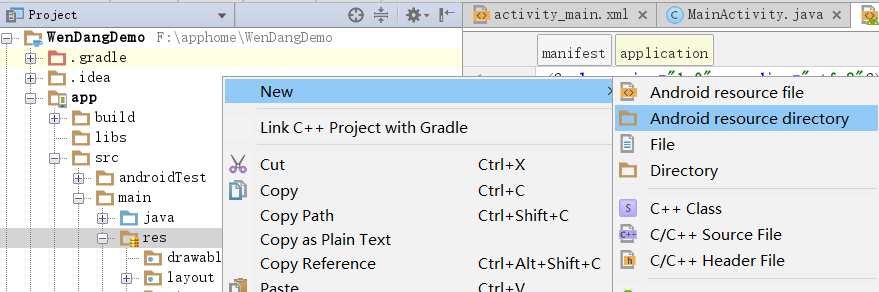 Project
activity_main.xml
MainActivity.java
WenDangDemo F:\apphome\WenDangDemo
.gradle
.idea
app
build
libs
src
androidTest
main
java
res
drawabl
layout
manifest
application
New
Link C++ Project with Gradle
Cut Ctrl+X
Copy Ctrl+C
Copy Path Ctrl+Shift+C
Copy as Plain Text
Copy Reference Ctrl+Alt+Shift+C
Paste Ctrl+V
Android resource file
Android resource directory
File
Directory
C++ Class
C/C++ Source File
C/C++ Header File